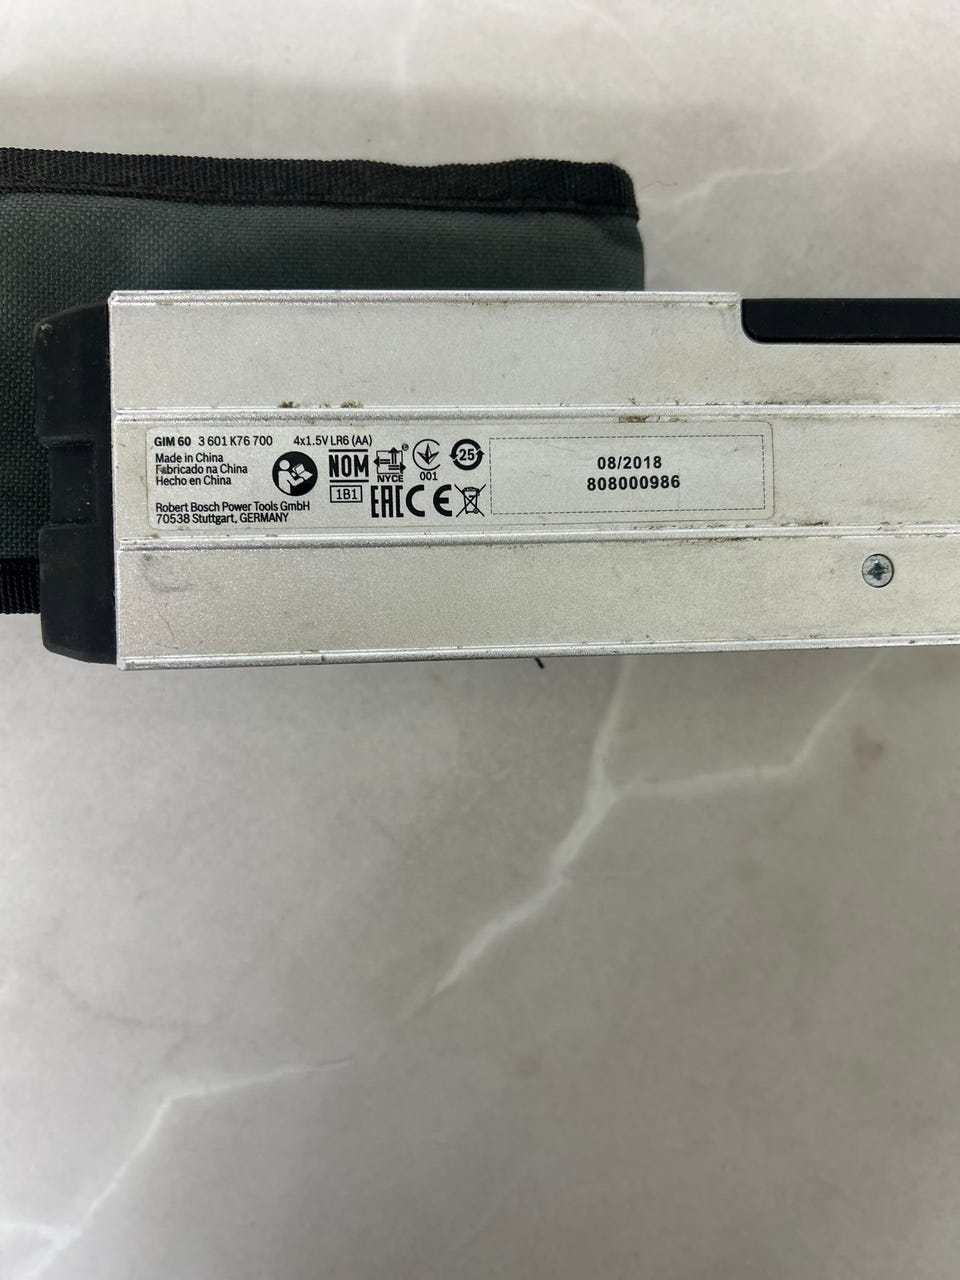 GIM 60 3 601 K76 700 4x1.5V LR6 (AA)
Made in China
Fabricado na China
Hecho en China
Robert Bosch Power Tools GmbH
70538 Stuttgart, GERMANY
NOM
NYCE
1B1
001
25
EAC CE
08/2018
808000986